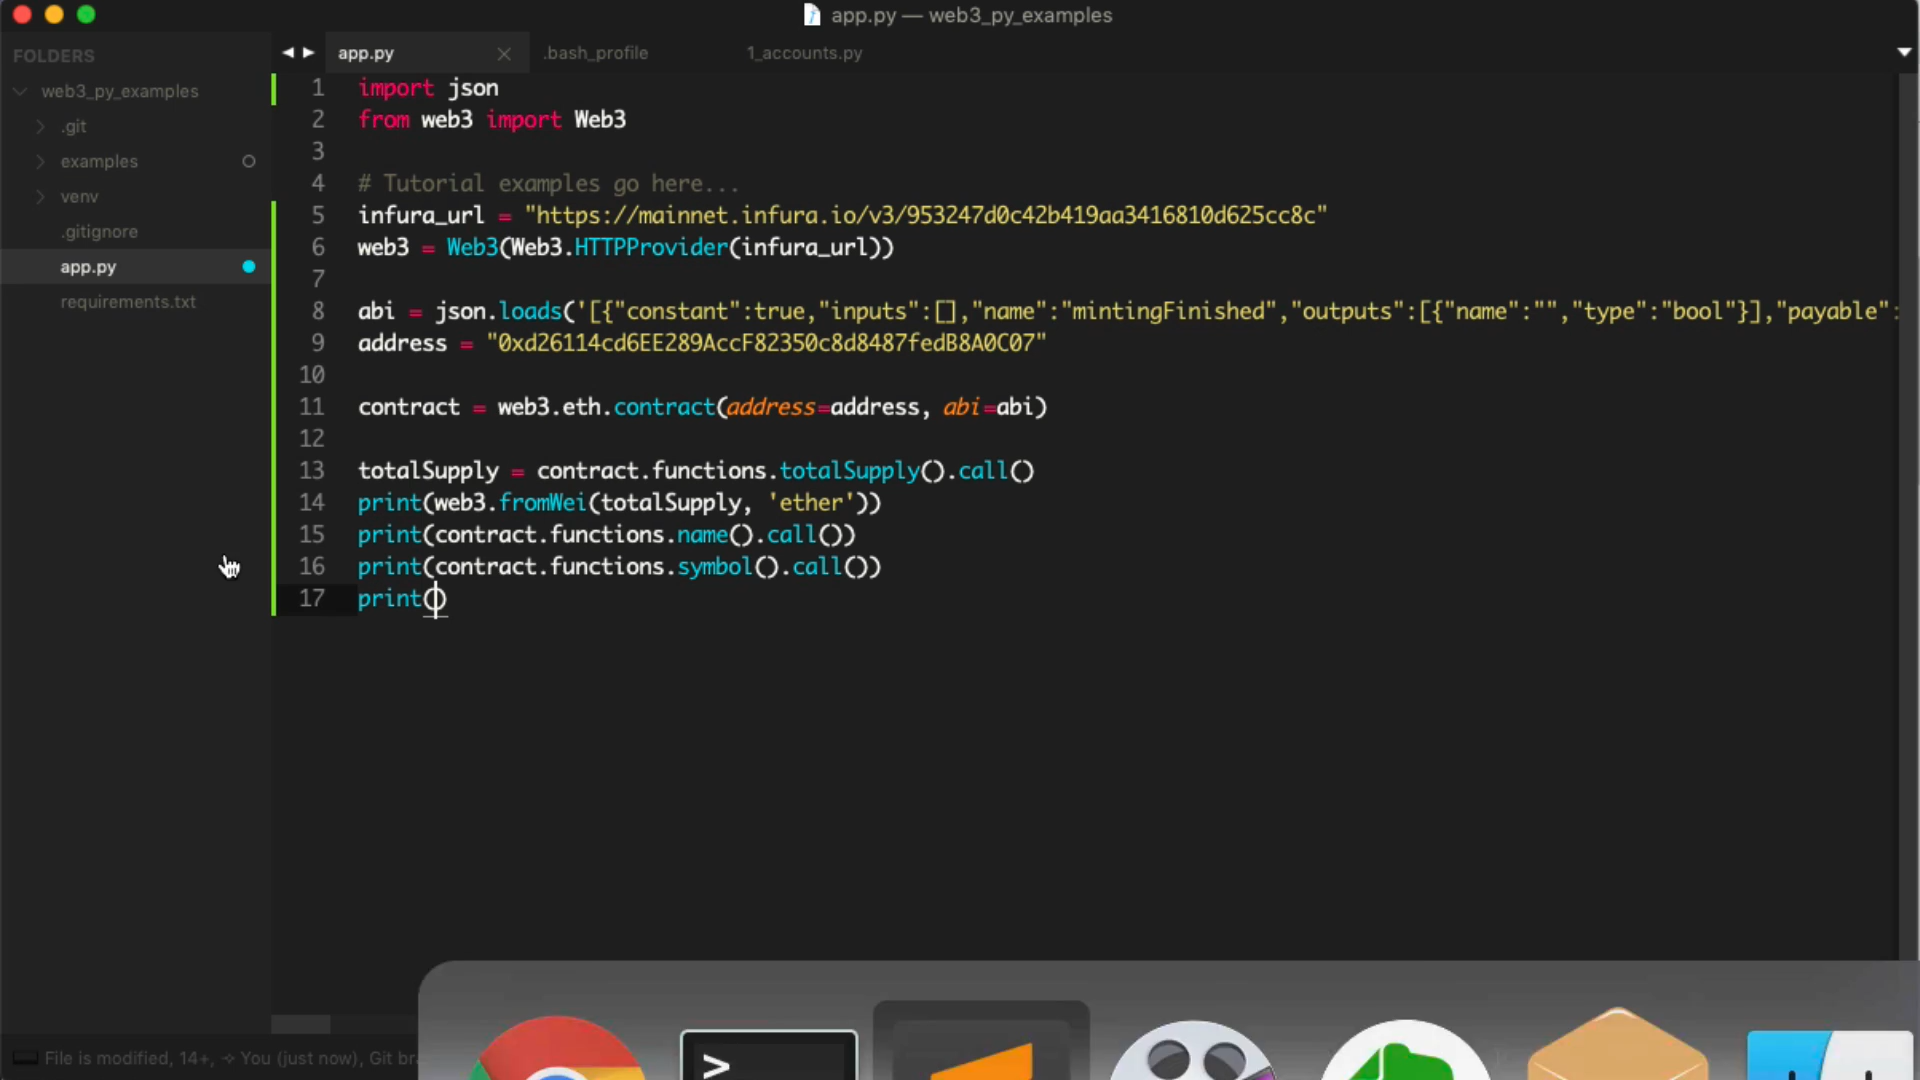 app.py — web3_py_examples
FOLDERS
web3_py_examples
.git
examples
venv
.gitignore
app.py
requirements.txt
app.py
.bash_profile
1_accounts.py
1 import json
2 from web3 import Web3
3
4 # Tutorial examples go here...
5 infura_url = "https://mainnet.infura.io/v3/953247d0c42b419aa3416810d625cc8c"
6 web3 = Web3(Web3.HTTPProvider(infura_url))
7
8 abi = json.loads('[{"constant":true,"inputs":[],"name":"mintingFinished","outputs":[{"name":"","type":"bool"}],"payable":
9 address = "0xd26114cd6EE289AccF82350c8d8487fedB8A0C07"
10
11 contract = web3.eth.contract(address=address, abi=abi)
12
13 totalSupply = contract.functions.totalSupply().call()
14 print(web3.fromWei(totalSupply, 'ether'))
15 print(contract.functions.name().call())
16 print(contract.functions.symbol().call())
17 print()
File is modified, 14+, You (just now), Git
>